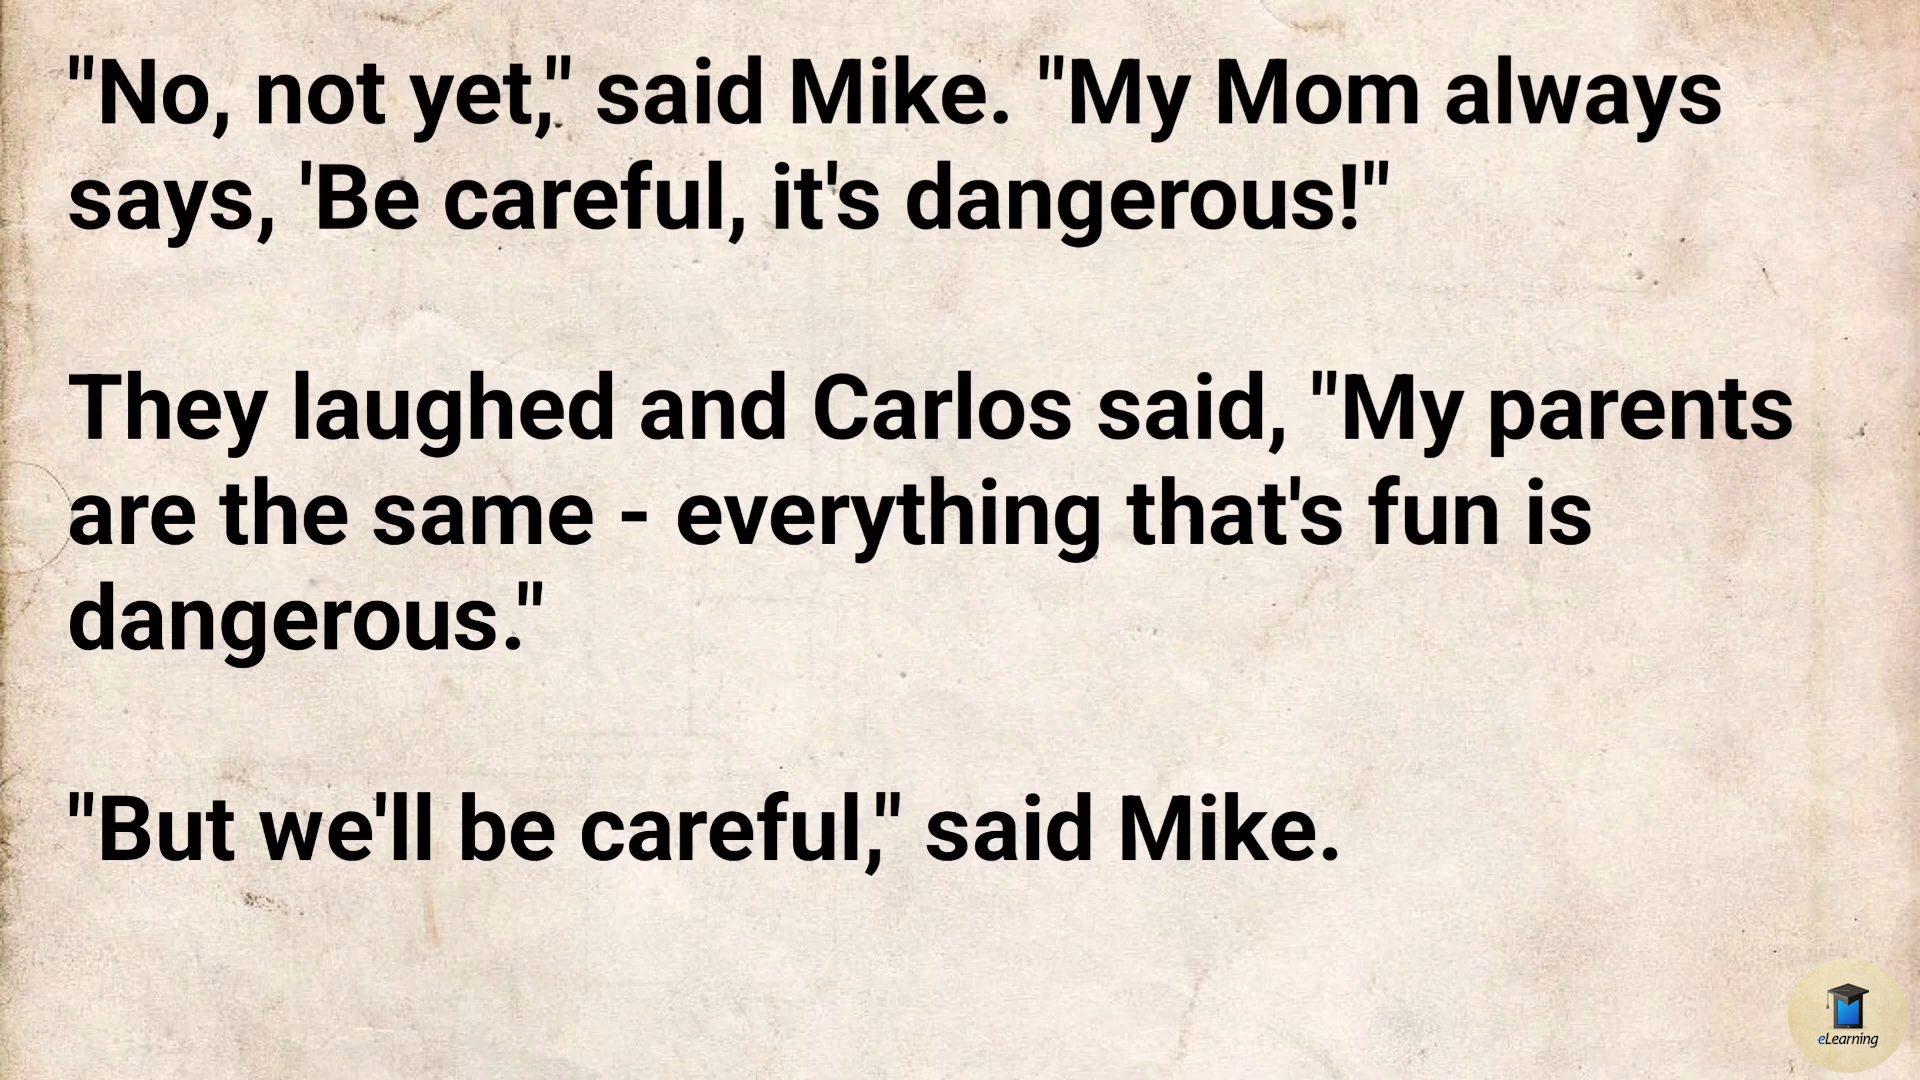 "No, not yet," said Mike. "My Mom always
says, 'Be careful, it's dangerous!"
They laughed and Carlos said, "My parents
are the same - everything that's fun is
dangerous."
"But we'll be careful," said Mike.
eLearning